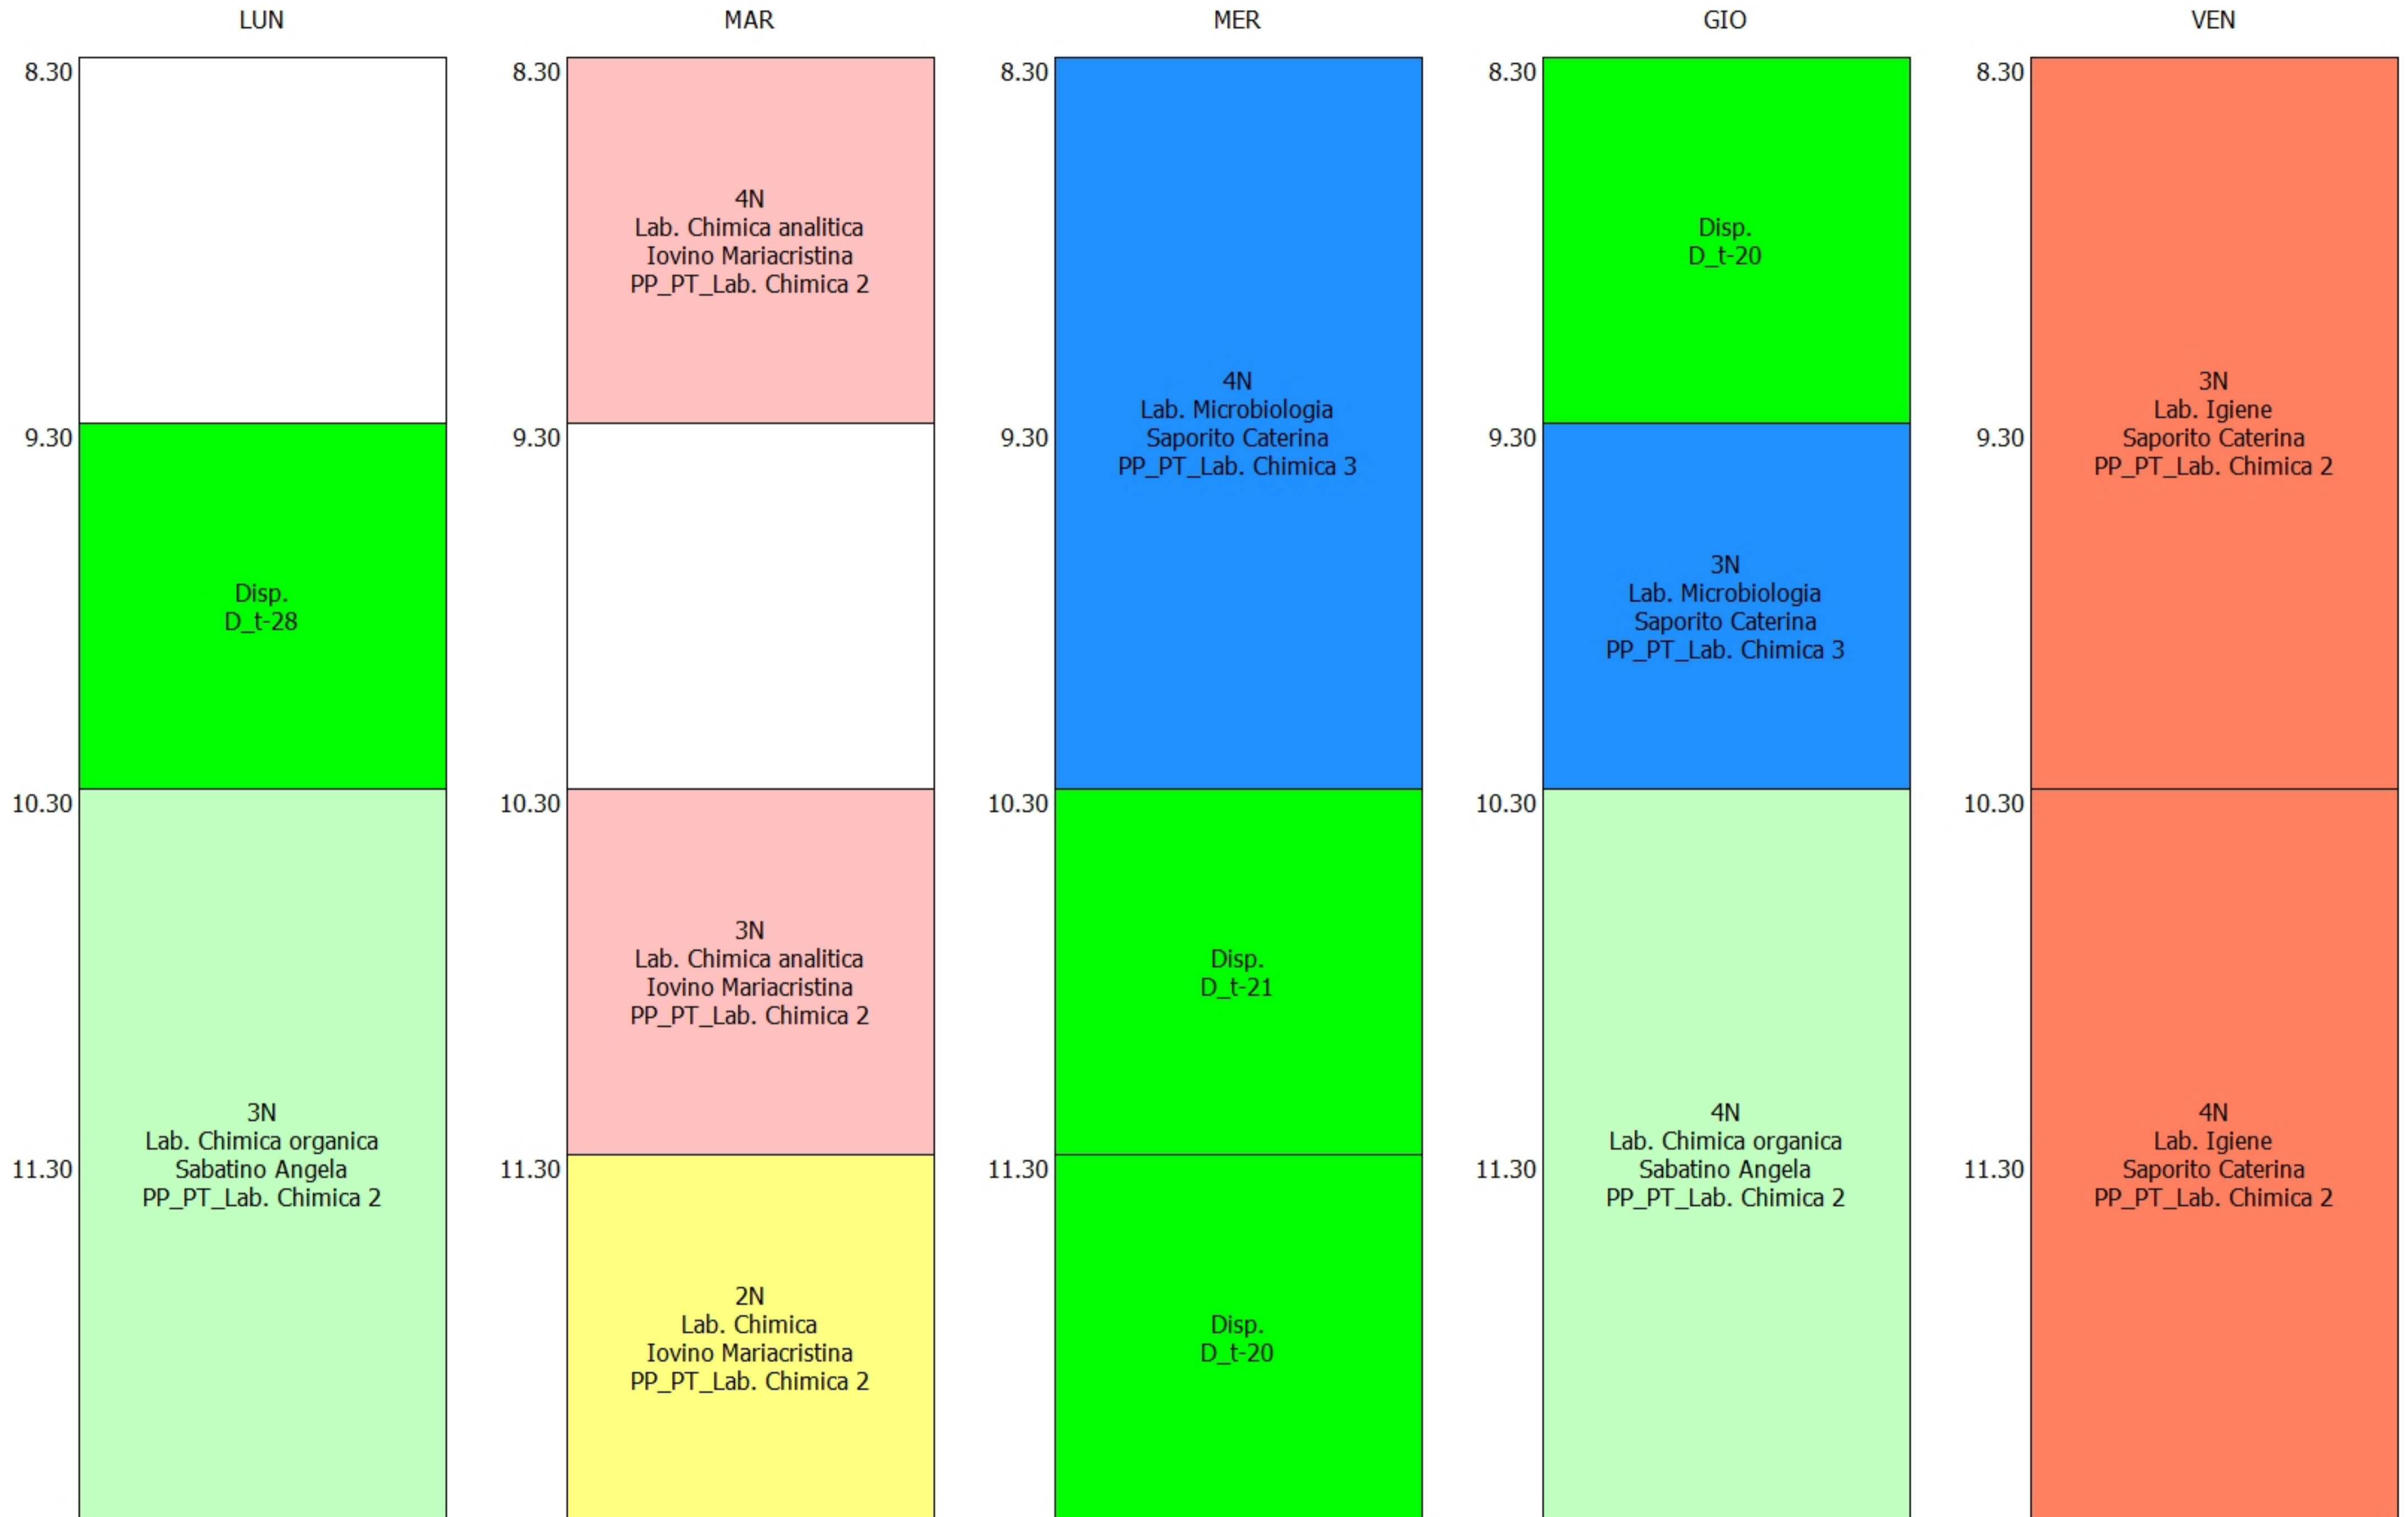 LUN
8.30
9.30
Disp.
D_t-28
10.30
3N
Lab. Chimica organica
Sabatino Angela
PP_PT_Lab. Chimica 2
11.30
MAR
8.30
4N
Lab. Chimica analitica
Iovino Mariacristina
PP_PT_Lab. Chimica 2
9.30
10.30
3N
Lab. Chimica analitica
Iovino Mariacristina
PP_PT_Lab. Chimica 2
11.30
2N
Lab. Chimica
Iovino Mariacristina
PP_PT_Lab. Chimica 2
MER
8.30
4N
Lab. Microbiologia
Saporito Caterina
PP_PT_Lab. Chimica 3
9.30
10.30
Disp.
D_t-21
11.30
Disp.
D_t-20
GIO
8.30
Disp.
D_t-20
9.30
3N
Lab. Microbiologia
Saporito Caterina
PP_PT_Lab. Chimica 3
10.30
4N
Lab. Chimica organica
Sabatino Angela
PP_PT_Lab. Chimica 2
11.30
VEN
8.30
3N
Lab. Igiene
Saporito Caterina
PP_PT_Lab. Chimica 2
9.30
10.30
4N
Lab. Igiene
Saporito Caterina
PP_PT_Lab. Chimica 2
11.30